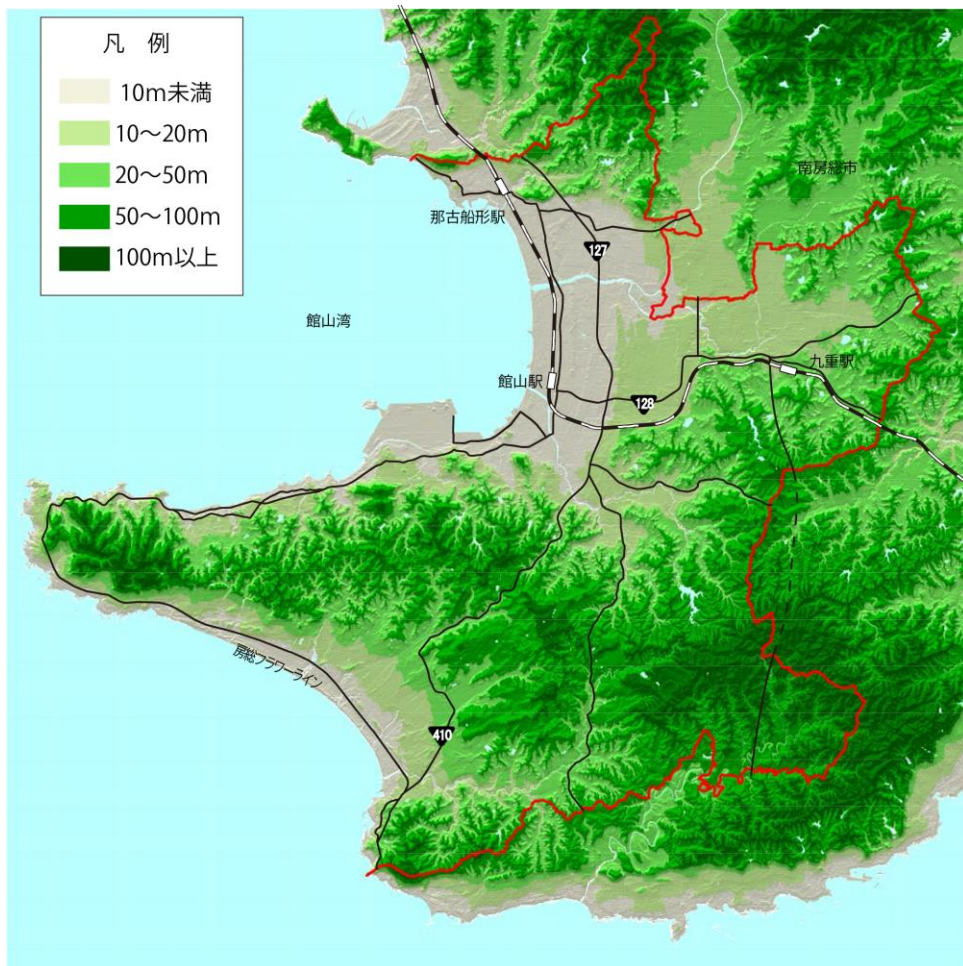 凡 例
10m未満
10～20m
20～50m
50～100m
100m以上
南房総市
那古船形駅
127
館山湾
九重駅
館山駅
128
房総フラワーライン
410